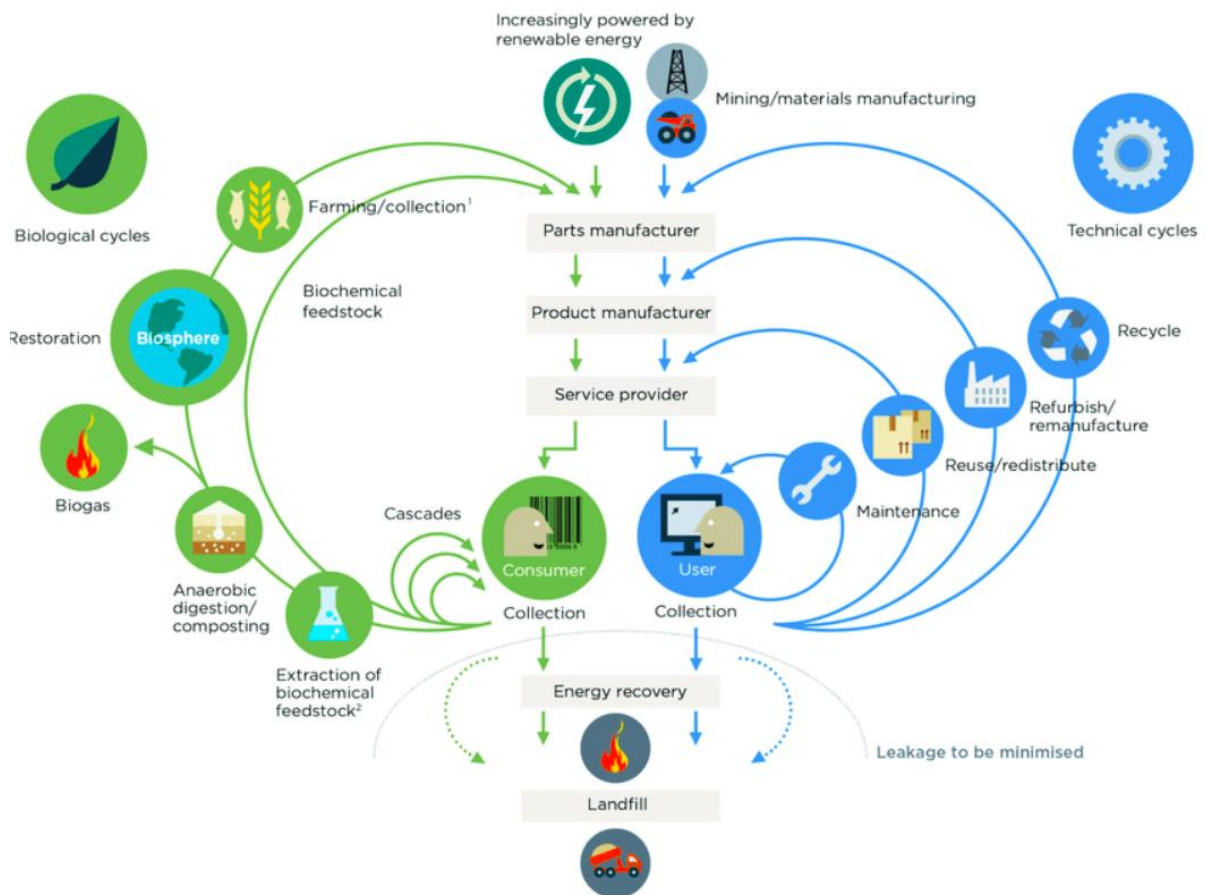 Increasingly powered by
renewable energy
Mining/materials manufacturing
Biological cycles
Technical cycles
Farming/collection¹
Parts manufacturer
Biochemical
feedstock
Restoration
Biosphere
Product manufacturer
Recycle
Service provider
Refurbish/
remanufacture
Reuse/redistribute
Biogas
Cascades
Maintenance
Consumer
User
Anaerobic
digestion/
composting
Collection
Collection
Extraction of
biochemical
feedstock²
Energy recovery
Leakage to be minimised
Landfill